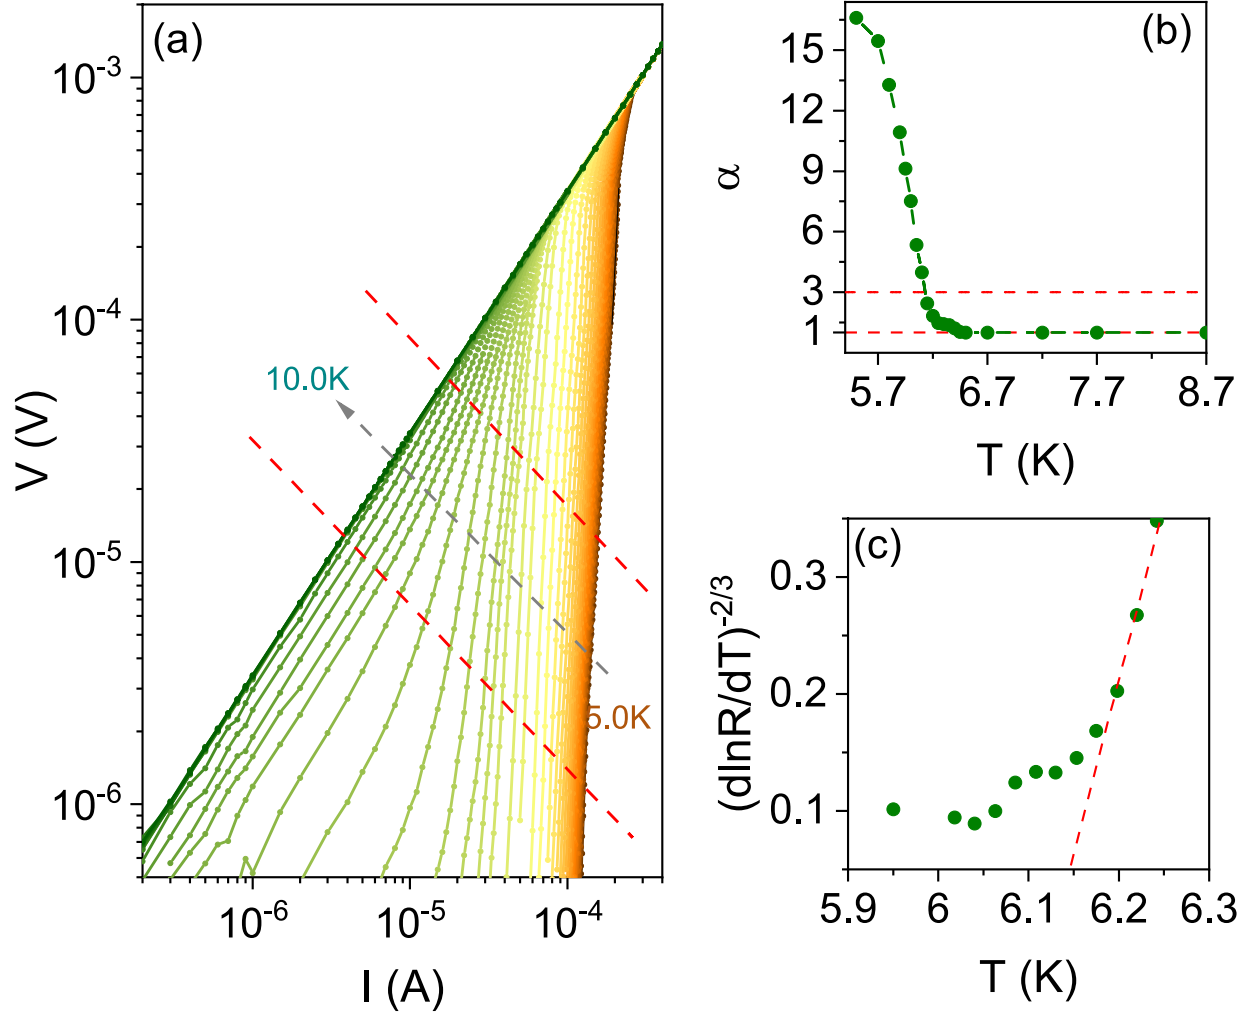 (a)
10⁻³
10⁻⁴
10⁻⁵
10⁻⁶
V (V)
10.0K
5.0K
10⁻⁶ 10⁻⁵ 10⁻⁴
I (A)
(b)
15
12
9
6
3
1
α
5.7 6.7 7.7 8.7
T (K)
(c)
0.3
0.2
0.1
(dlnR/dT)⁻²/³
5.9 6 6.1 6.2 6.3
T (K)